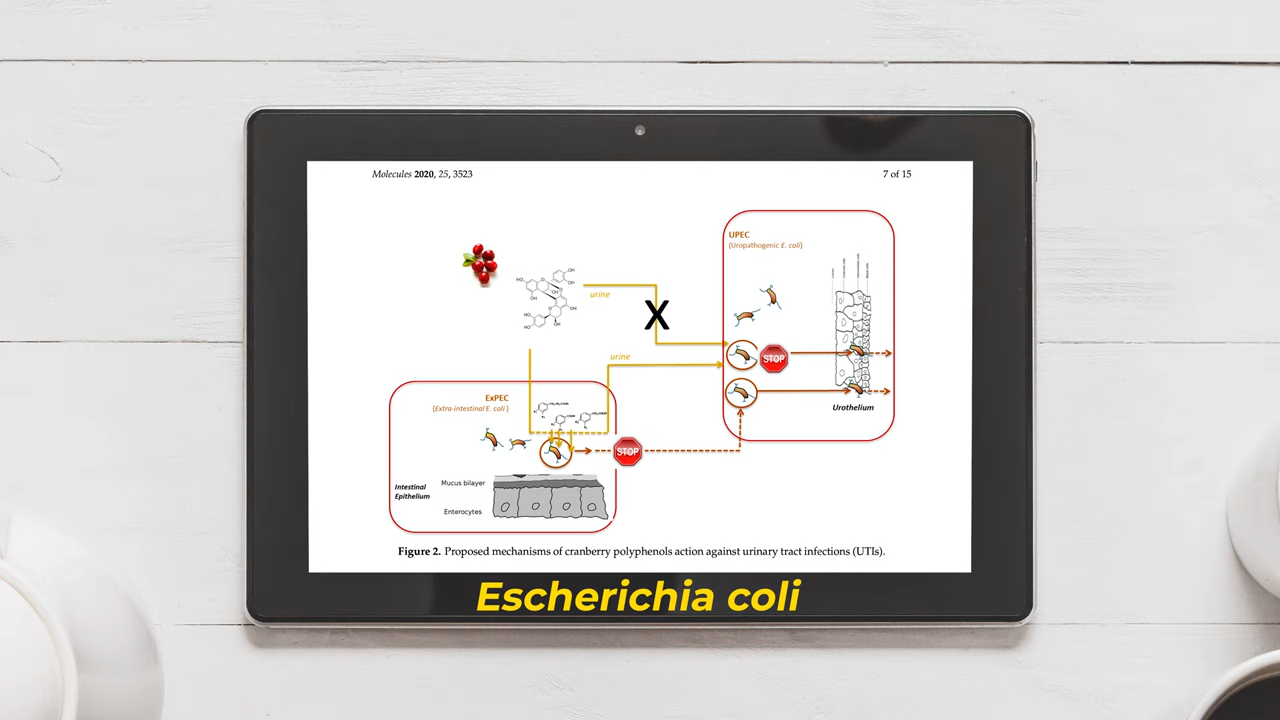 Molecules 2020, 25, 3523
7 of 15
UPEC
(Uropathogenic E. coli)
urine
X
STOP
urine
Urothelium
ExPEC
(Extra-intestinal E. coli )
STOP
Intestinal
Epithelium
Mucus bilayer
Enterocytes
Figure 2. Proposed mechanisms of cranberry polyphenols action against urinary tract infections (UTIs).
Escherichia coli